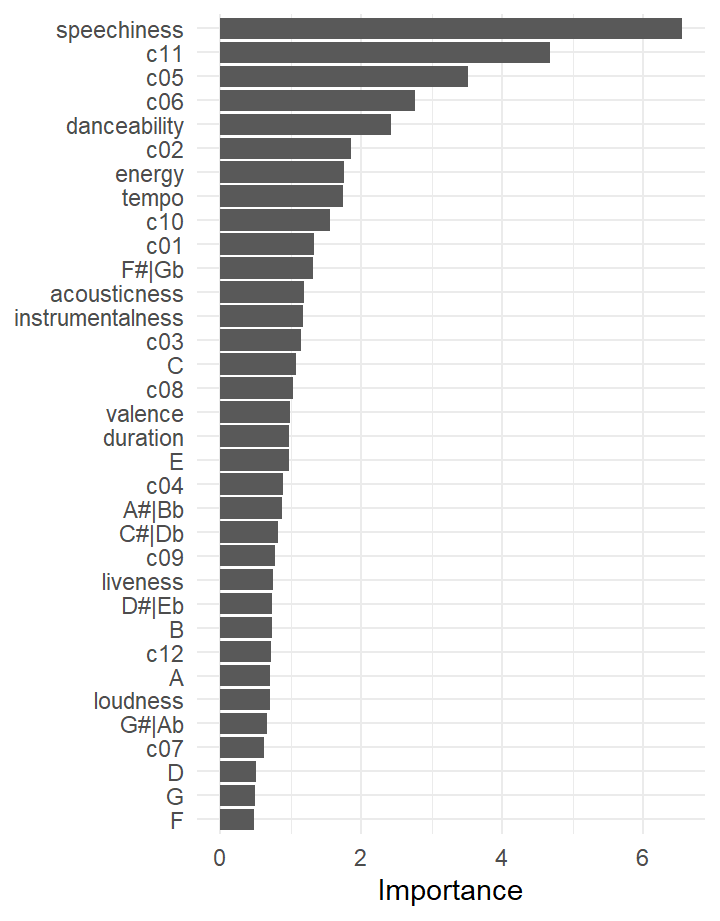 speechiness
c11
c05
c06
danceability
c02
energy
tempo
c10
c01
F#|Gb
acousticness
instrumentalness
c03
C
c08
valence
duration
E
c04
A#|Bb
C#|Db
c09
liveness
D#|Eb
B
c12
A
loudness
G#|Ab
c07
D
G
F
0 2 4 6
Importance